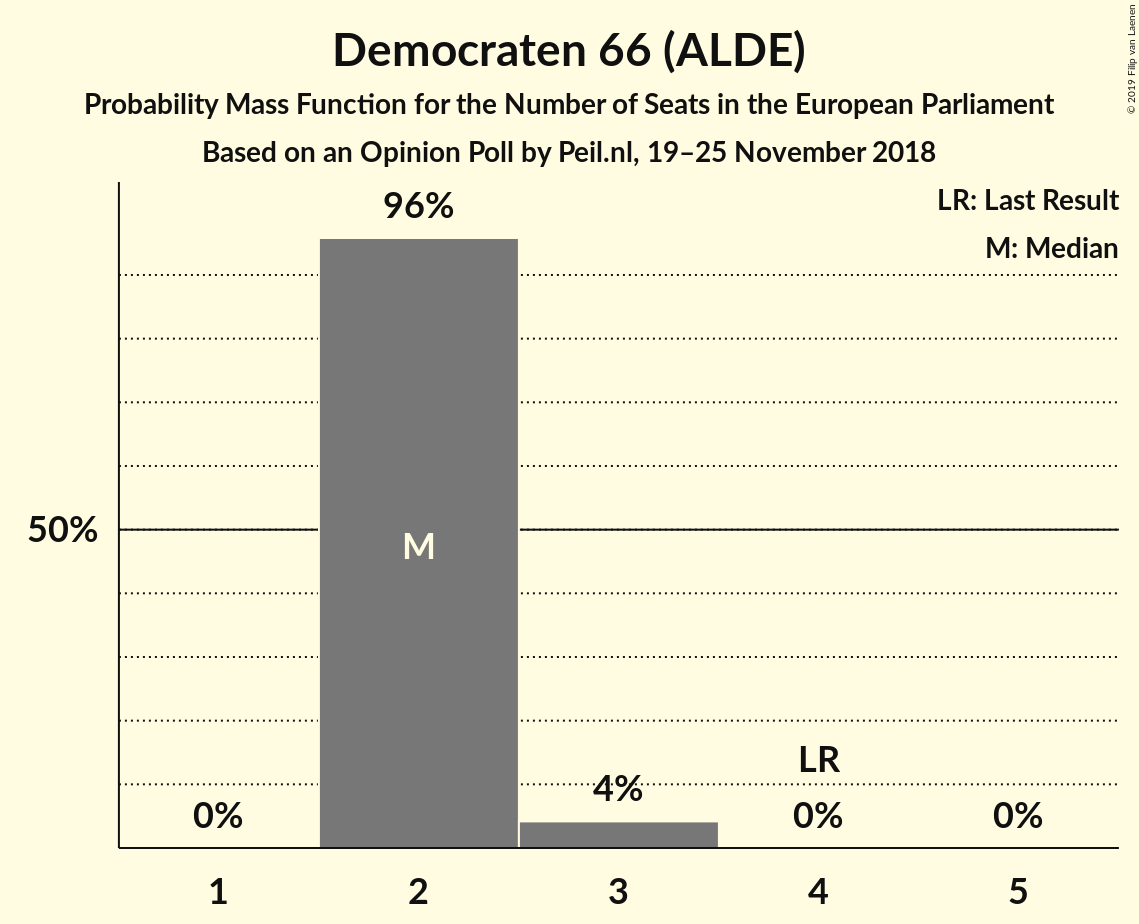 Democraten 66 (ALDE)
Probability Mass Function for the Number of Seats in the European Parliament
Based on an Opinion Poll by Peil.nl, 19–25 November 2018
© 2019 Filip van Laenen
LR: Last Result
M: Median
96%
50%
M
LR
4%
0%
0%
0%
1
2
3
4
5